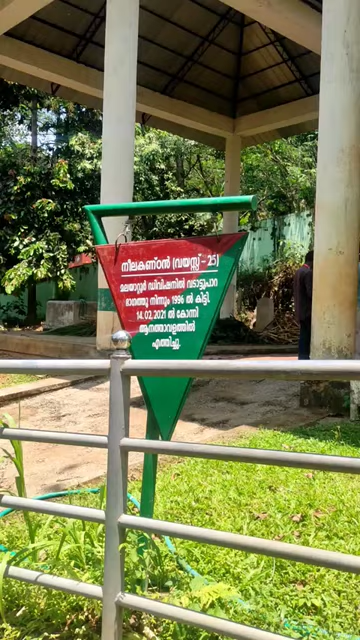 നീലകണ്ഠൻ (വയസ്സ് - 25)
മലയാറ്റൂർ ഡിവിഷനിൽ വടാട്ടുപാറ
ഭാഗത്തു നിന്നും 1996 ൽ കിട്ടി.
14.02.2021 ൽ കോന്നി
ആനത്താവളത്തിൽ
എത്തിച്ചു.